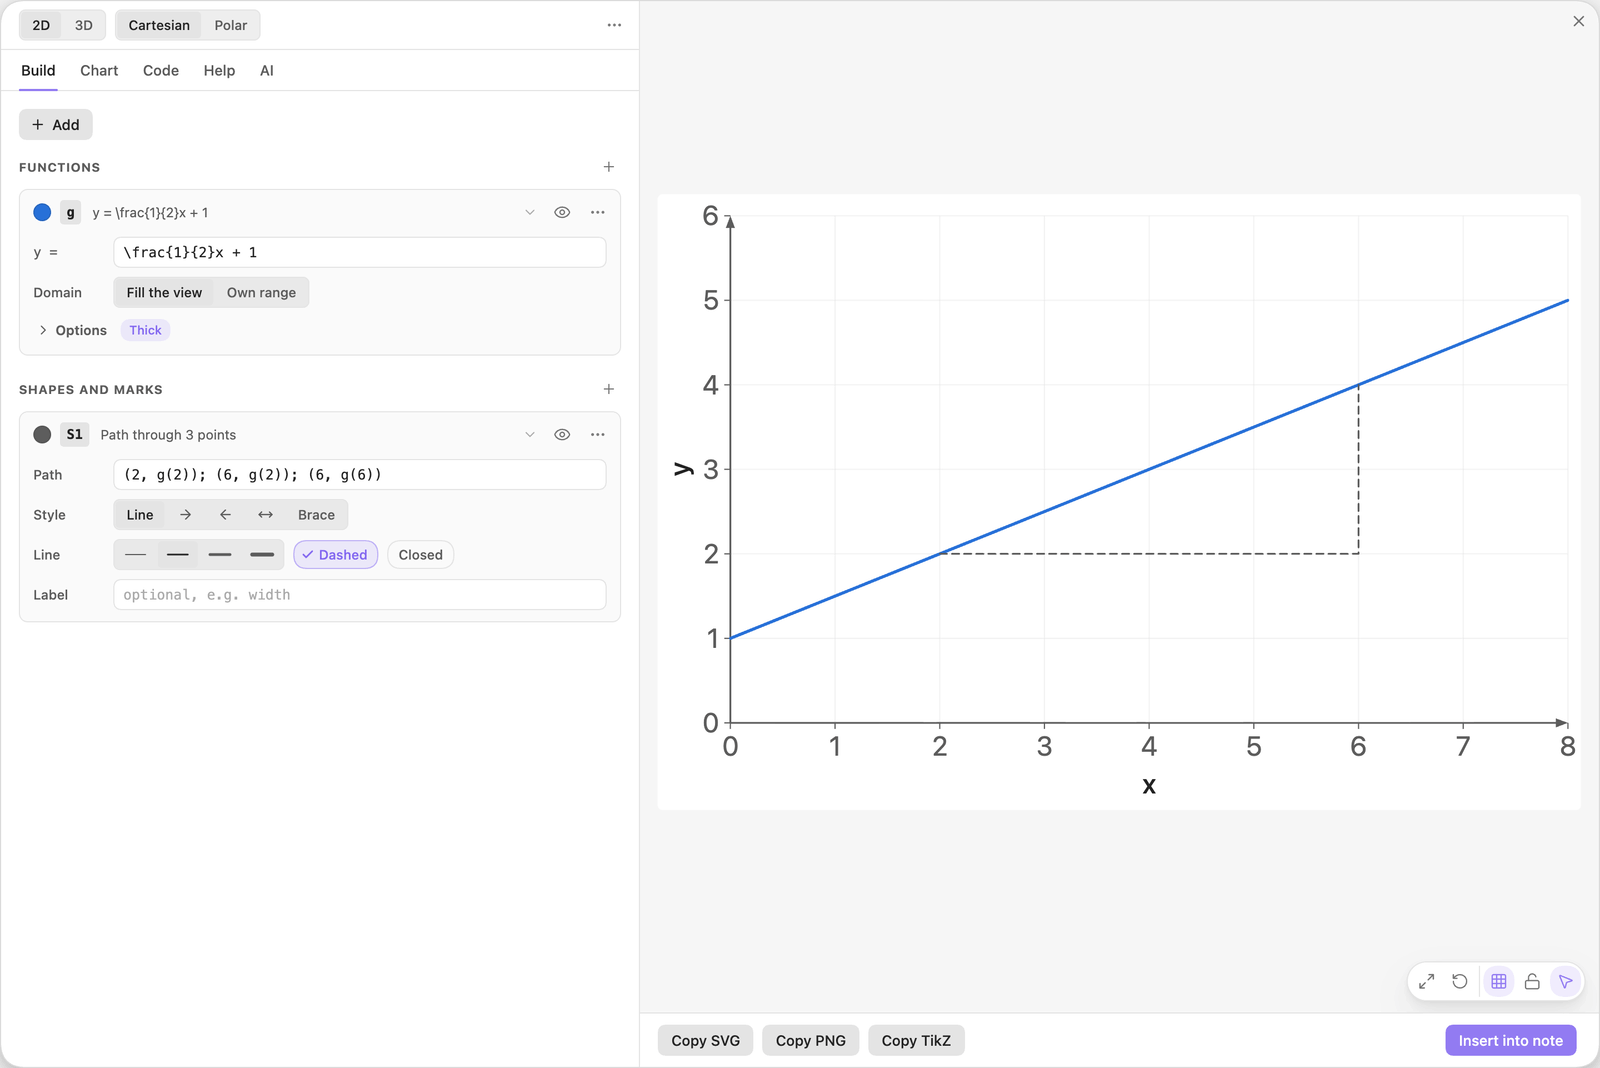 2D 3D Cartesian Polar
Build Chart Code Help AI
+ Add
FUNCTIONS
g y = \frac{1}{2}x + 1
y = \frac{1}{2}x + 1
Domain Fill the view Own range
Options Thick
SHAPES AND MARKS
S1 Path through 3 points
Path (2, g(2)); (6, g(2)); (6, g(6))
Style Line → ← ↔ Brace
Line Dashed Closed
Label optional, e.g. width
6
5
4
y 3
2
1
0
0 1 2 3 4 5 6 7 8
x
Copy SVG Copy PNG Copy TikZ Insert into note